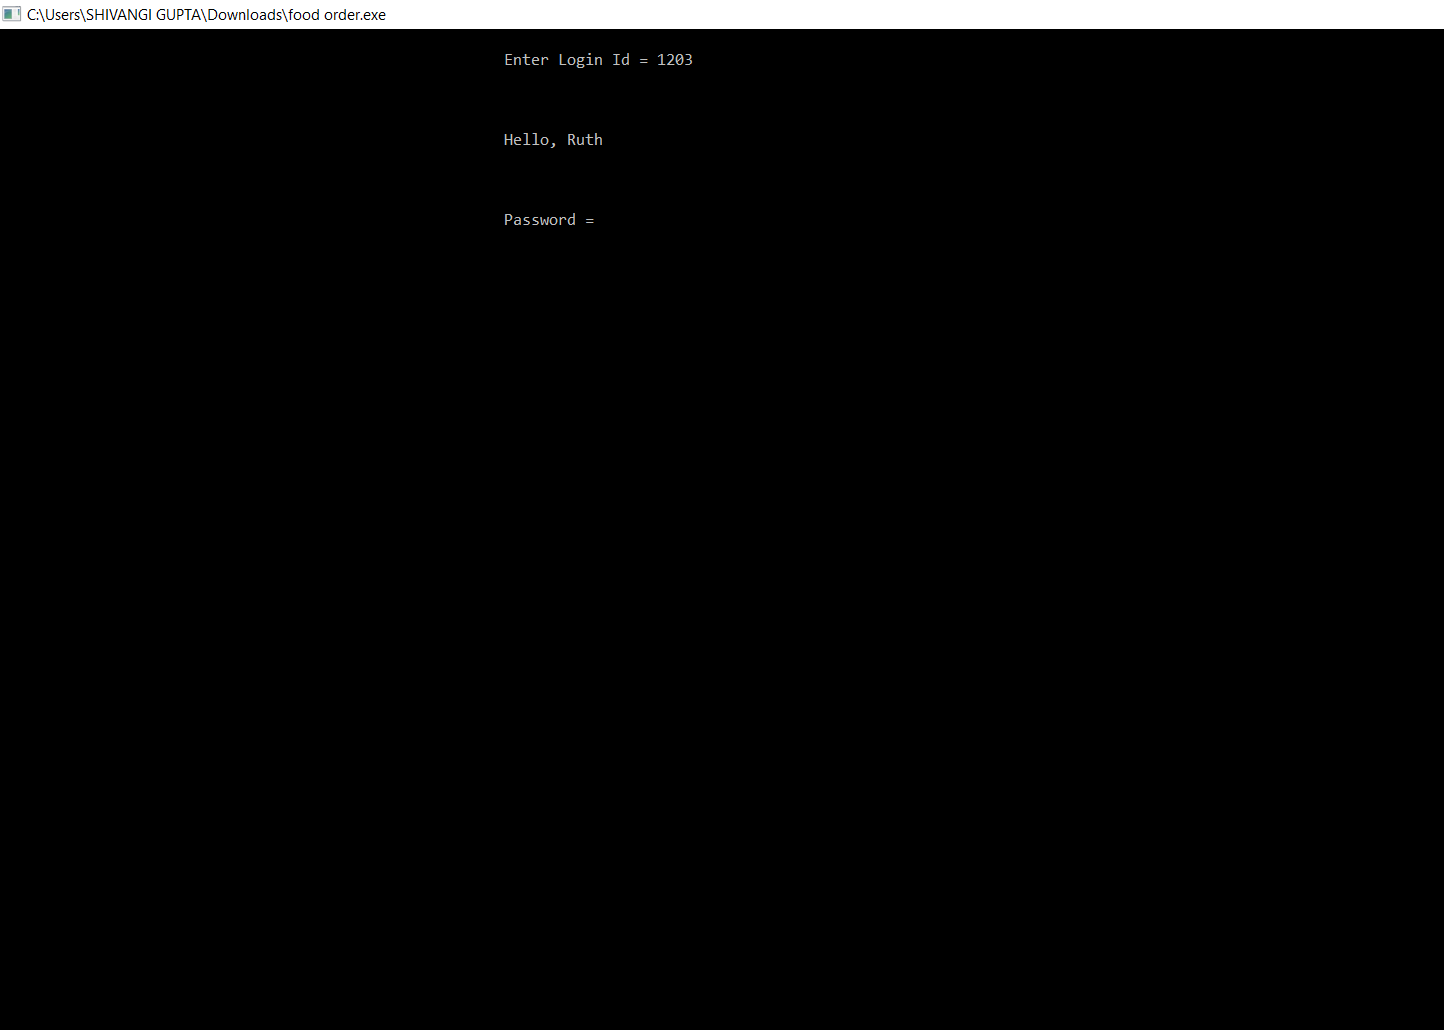 C:\Users\SHIVANGI GUPTA\Downloads\food order.exe
Enter Login Id = 1203
Hello, Ruth
Password =